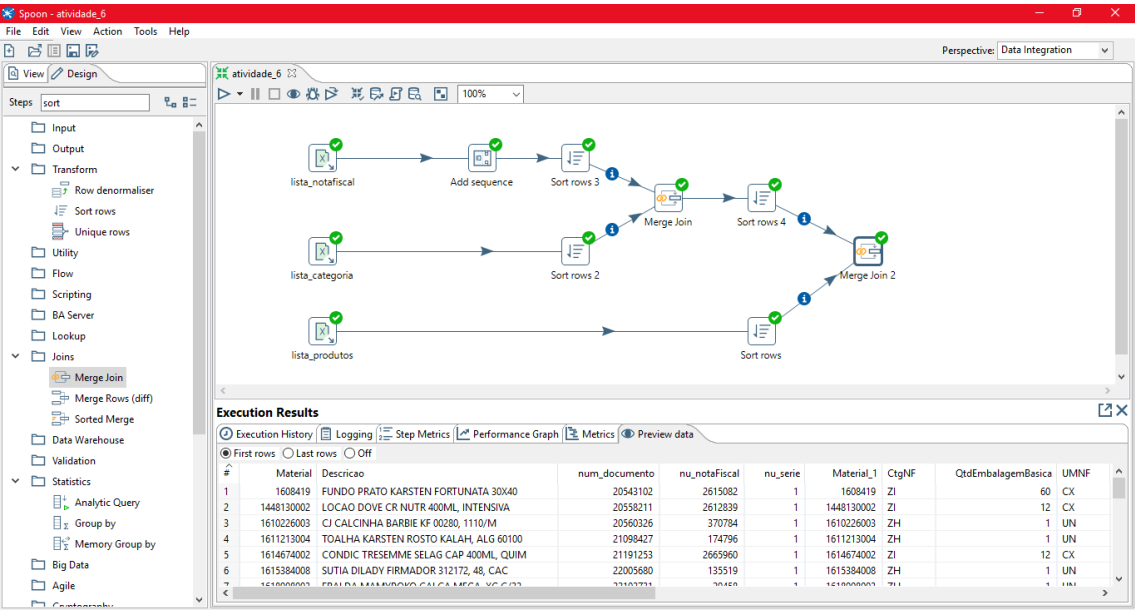 Spoon - atividade_6
File Edit View Action Tools Help
Perspective: Data Integration
View Design
atividade_6
Steps sort
100%
Input
Output
Transform
Row denormaliser
Sort rows
Unique rows
Utility
Flow
Scripting
BA Server
Lookup
Joins
Merge Join
Merge Rows (diff)
Sorted Merge
Data Warehouse
Validation
Statistics
Analytic Query
Group by
Memory Group by
Big Data
Agile
Cryptography
lista_notafiscal
Add sequence
Sort rows 3
Merge Join
Sort rows 4
lista_categoria
Sort rows 2
Merge Join 2
lista_produtos
Sort rows
Execution Results
Execution History Logging Step Metrics Performance Graph Metrics Preview data
First rows Last rows Off
# Material Descricao num_documento nu_notaFiscal nu_serie Material_1 CtgNF QtdEmbalagemBasica UMNF
1 1608419 FUNDO PRATO KARSTEN FORTUNATA 30X40 20543102 2615082 1 1608419 ZI 60 CX
2 1448130002 LOCAO DOVE CR NUTR 400ML, INTENSIVA 20558211 2612839 1 1448130002 ZI 12 CX
3 1610226003 CJ CALCINHA BARBIE KF 00280, 1110/M 20560326 370784 1 1610226003 ZH 1 UN
4 1611213004 TOALHA KARSTEN ROSTO KALAH, ALG 60100 21098427 174796 1 1611213004 ZH 1 UN
5 1614674002 CONDIC TRESEMME SELAG CAP 400ML, QUIM 21191253 2665960 1 1614674002 ZI 12 CX
6 1615384008 SUTIA DILADY FIRMADOR 312172, 48, CAC 22005680 135519 1 1615384008 ZH 1 UN
7